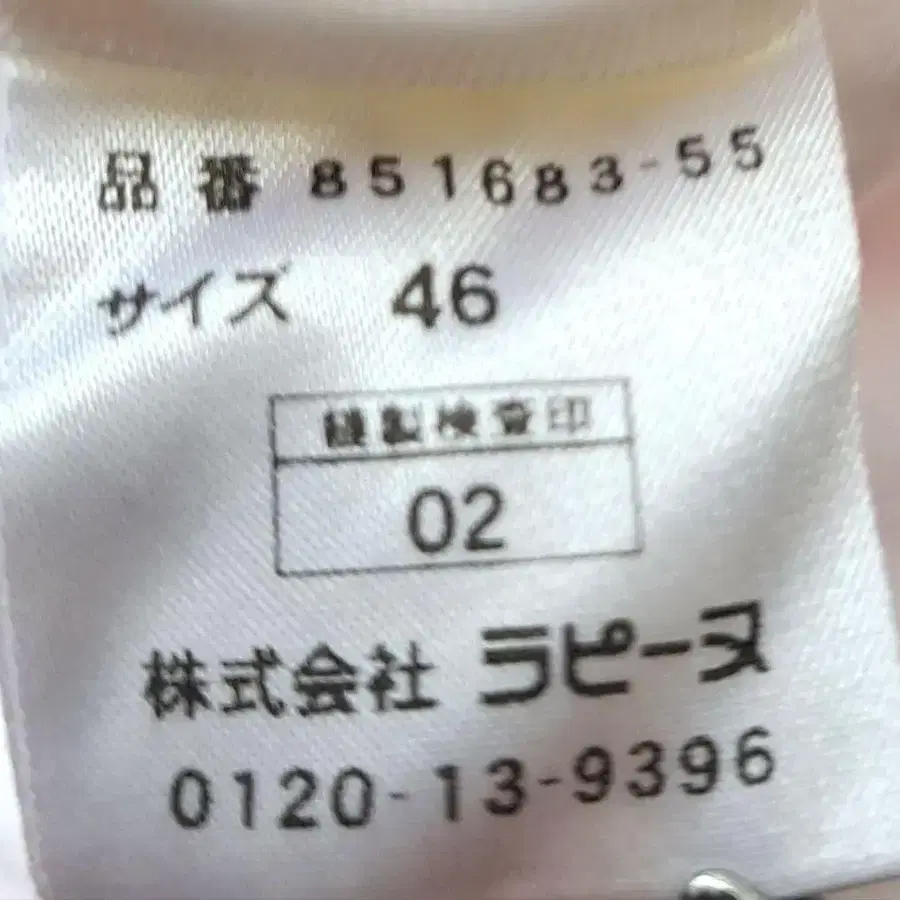 品番 851683-55
サイズ 46
縫製検査印
02
株式会社 ラピーヌ
0120-13-9396